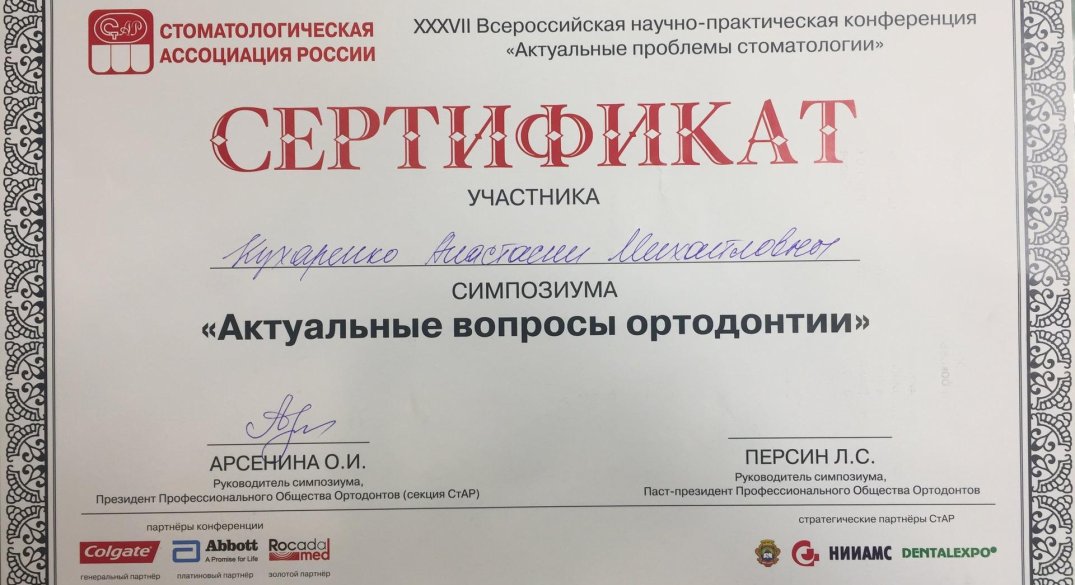 СтАР
СТОМАТОЛОГИЧЕСКАЯ
АССОЦИАЦИЯ РОССИИ
XXXVII Всероссийская научно-практическая конференция
«Актуальные проблемы стоматологии»
СЕРТИФИКАТ
УЧАСТНИКА
Кухаренко Анастасии Михайловны
СИМПОЗИУМА
«Актуальные вопросы ортодонтии»
АРСЕНИНА О.И.
Руководитель симпозиума,
Президент Профессионального Общества Ортодонтов (секция СтАР)
ПЕРСИН Л.С.
Руководитель симпозиума,
Паст-президент Профессионального Общества Ортодонтов
партнёры конференции
Colgate®
генеральный партнёр
Abbott
A Promise for Life
платиновый партнёр
Rocada
med
золотой партнёр
стратегические партнёры СтАР
НИИАМС
DENTALEXPO®